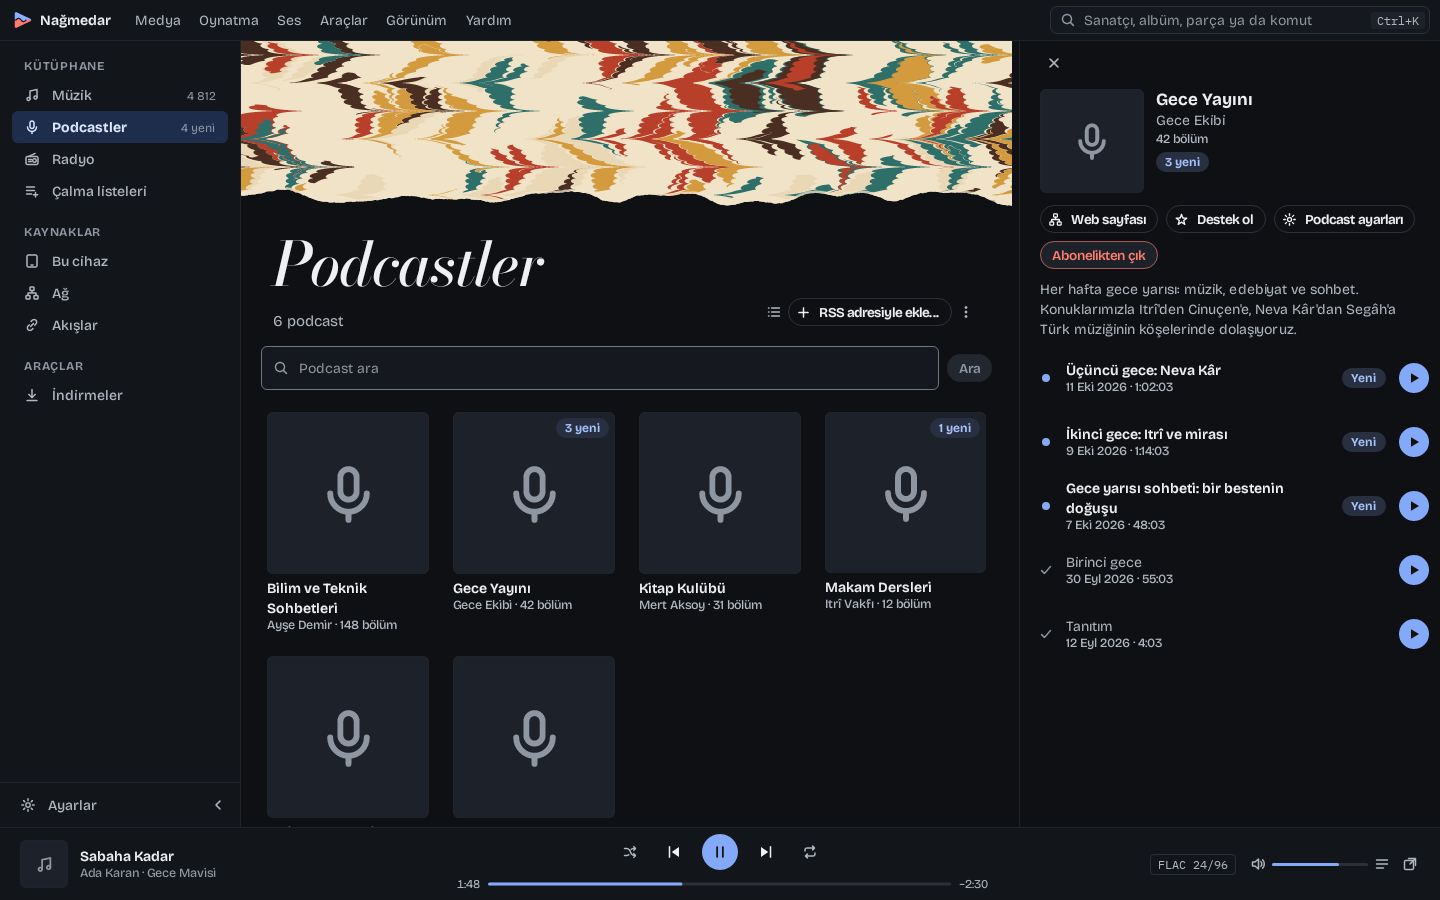 Nağmedar
Medya Oynatma Ses Araçlar Görünüm Yardım
Sanatçı, albüm, parça ya da komut Ctrl+K
KÜTÜPHANE
Müzik 4 812
Podcastler 4 yeni
Radyo
Çalma listeleri
KAYNAKLAR
Bu cihaz
Ağ
Akışlar
ARAÇLAR
İndirmeler
Ayarlar
Podcastler
6 podcast
RSS adresiyle ekle...
Podcast ara
Ara
Bilim ve Teknik
Sohbetleri
Ayşe Demir · 148 bölüm
3 yeni
Gece Yayını
Gece Ekibi · 42 bölüm
Kitap Kulübü
Mert Aksoy · 31 bölüm
1 yeni
Makam Dersleri
Itrî Vakfı · 12 bölüm
Gece Yayını
Gece Ekibi
42 bölüm
3 yeni
Web sayfası
Destek ol
Podcast ayarları
Abonelikten çık
Her hafta gece yarısı: müzik, edebiyat ve sohbet.
Konuklarımızla Itrî'den Cinuçen'e, Neva Kâr'dan Segâh'a
Türk müziğinin köşelerinde dolaşıyoruz.
Üçüncü gece: Neva Kâr
11 Eki 2026 · 1:02:03
Yeni
İkinci gece: Itrî ve mirası
9 Eki 2026 · 1:14:03
Yeni
Gece yarısı sohbeti: bir bestenin
doğuşu
7 Eki 2026 · 48:03
Yeni
Birinci gece
30 Eyl 2026 · 55:03
Tanıtım
12 Eyl 2026 · 4:03
Sabaha Kadar
Ada Karan · Gece Mavisi
1:48
−2:30
FLAC 24/96